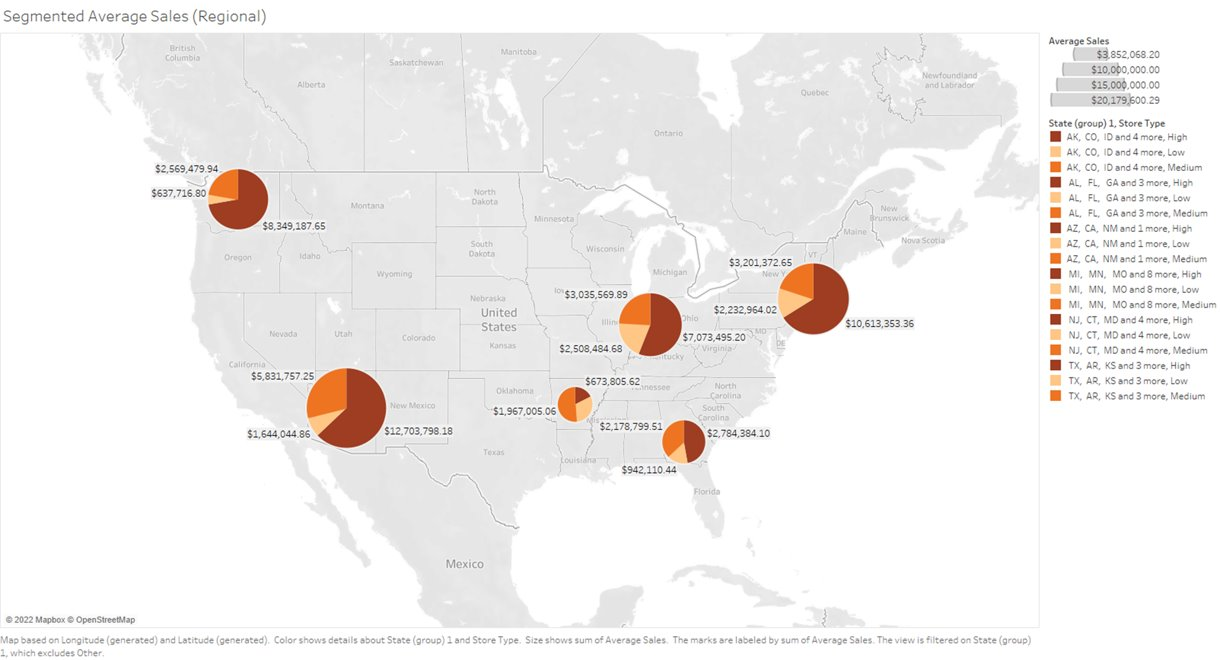 Segmented Average Sales (Regional)
British
Columbia
Alberta
Saskatchewan
Manitoba
Ontario
Quebec
Newfoundland
and Labrador
New
Brunswick
Nova Scotia
Maine
VT
$2,569,479.94
$637,716.80
$8,349,187.65
Montana
North
Dakota
Minnesota
Oregon
Idaho
South
Dakota
Wisconsin
Michigan
New Y
$3,201,372.65
$2,232,964.02
$10,613,353.36
Wyoming
Nebraska
$3,035,569.89
$7,073,495.20
$2,508,484.68
Illin
Ohio
MD
DE
Nevada
Utah
Colorado
United
States
Kansas
Kentucky
Virginia
California
$5,831,757.25
$1,644,044.86
$12,703,798.18
New Mexico
Oklahoma
$673,805.62
$1,967,005.06
Tennessee
North
Carolina
South
Carolina
$2,178,799.51
$2,784,384.10
$942,110.44
Texas
Louisiana
Florida
Mexico
© 2022 Mapbox © OpenStreetMap
Average Sales
$3,852,068.20
$10,000,000.00
$15,000,000.00
$20,179,600.29
State (group) 1, Store Type
AK, CO, ID and 4 more, High
AK, CO, ID and 4 more, Low
AK, CO, ID and 4 more, Medium
AL, FL, GA and 3 more, High
AL, FL, GA and 3 more, Low
AL, FL, GA and 3 more, Medium
AZ, CA, NM and 1 more, High
AZ, CA, NM and 1 more, Low
AZ, CA, NM and 1 more, Medium
MI, MN, MO and 8 more, High
MI, MN, MO and 8 more, Low
MI, MN, MO and 8 more, Medium
NJ, CT, MD and 4 more, High
NJ, CT, MD and 4 more, Low
NJ, CT, MD and 4 more, Medium
TX, AR, KS and 3 more, High
TX, AR, KS and 3 more, Low
TX, AR, KS and 3 more, Medium
Map based on Longitude (generated) and Latitude (generated). Color shows details about State (group) 1 and Store Type. Size shows sum of Average Sales. The marks are labeled by sum of Average Sales. The view is filtered on State (group)
1, which excludes Other.